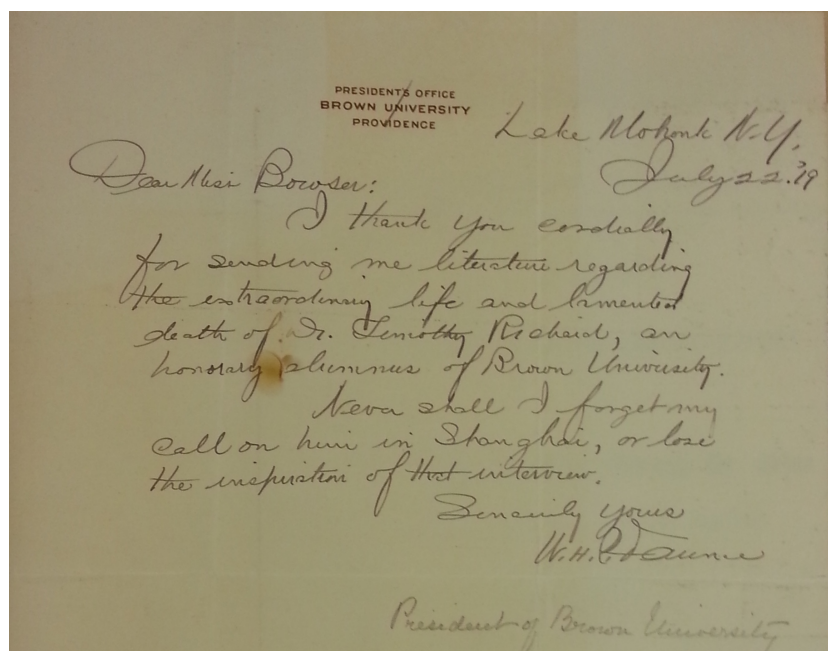 PRESIDENT'S OFFICE
BROWN UNIVERSITY
PROVIDENCE
Lake Mohonk N.Y.
July 22. '19
Dear Miss Bowser:
I thank you cordially
for sending me literature regarding
the extraordinary life and lamented
death of Dr. Timothy Richard, an
honorary alumnus of Brown University.
Never shall I forget my
call on him in Shanghai, or lose
the inspiration of that interview.
Sincerely yours
W.H.P. Faunce
President of Brown University